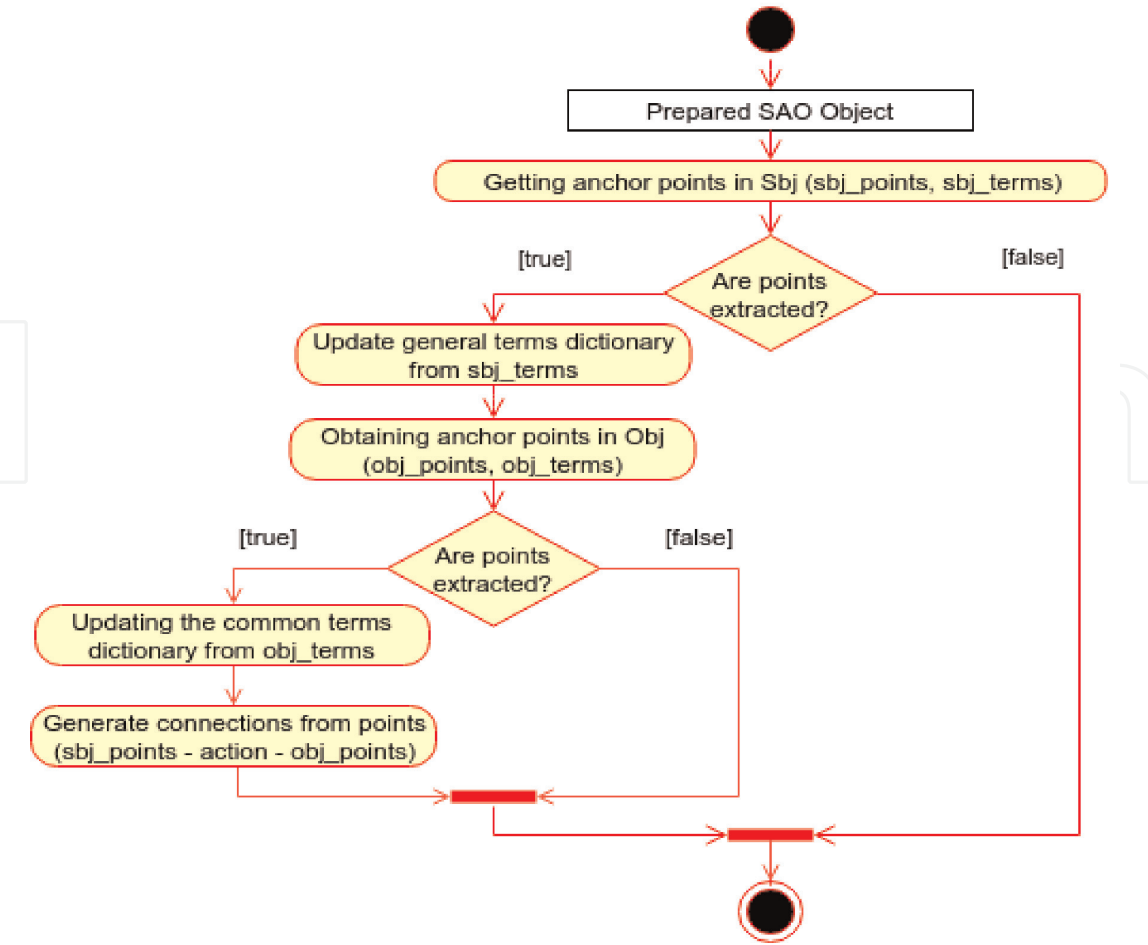 Prepared SAO Object
Getting anchor points in Sbj (sbj_points, sbj_terms)
[true]
[false]
Are points
extracted?
Update general terms dictionary
from sbj_terms
Obtaining anchor points in Obj
(obj_points, obj_terms)
[true]
[false]
Are points
extracted?
Updating the common terms
dictionary from obj_terms
Generate connections from points
(sbj_points - action - obj_points)